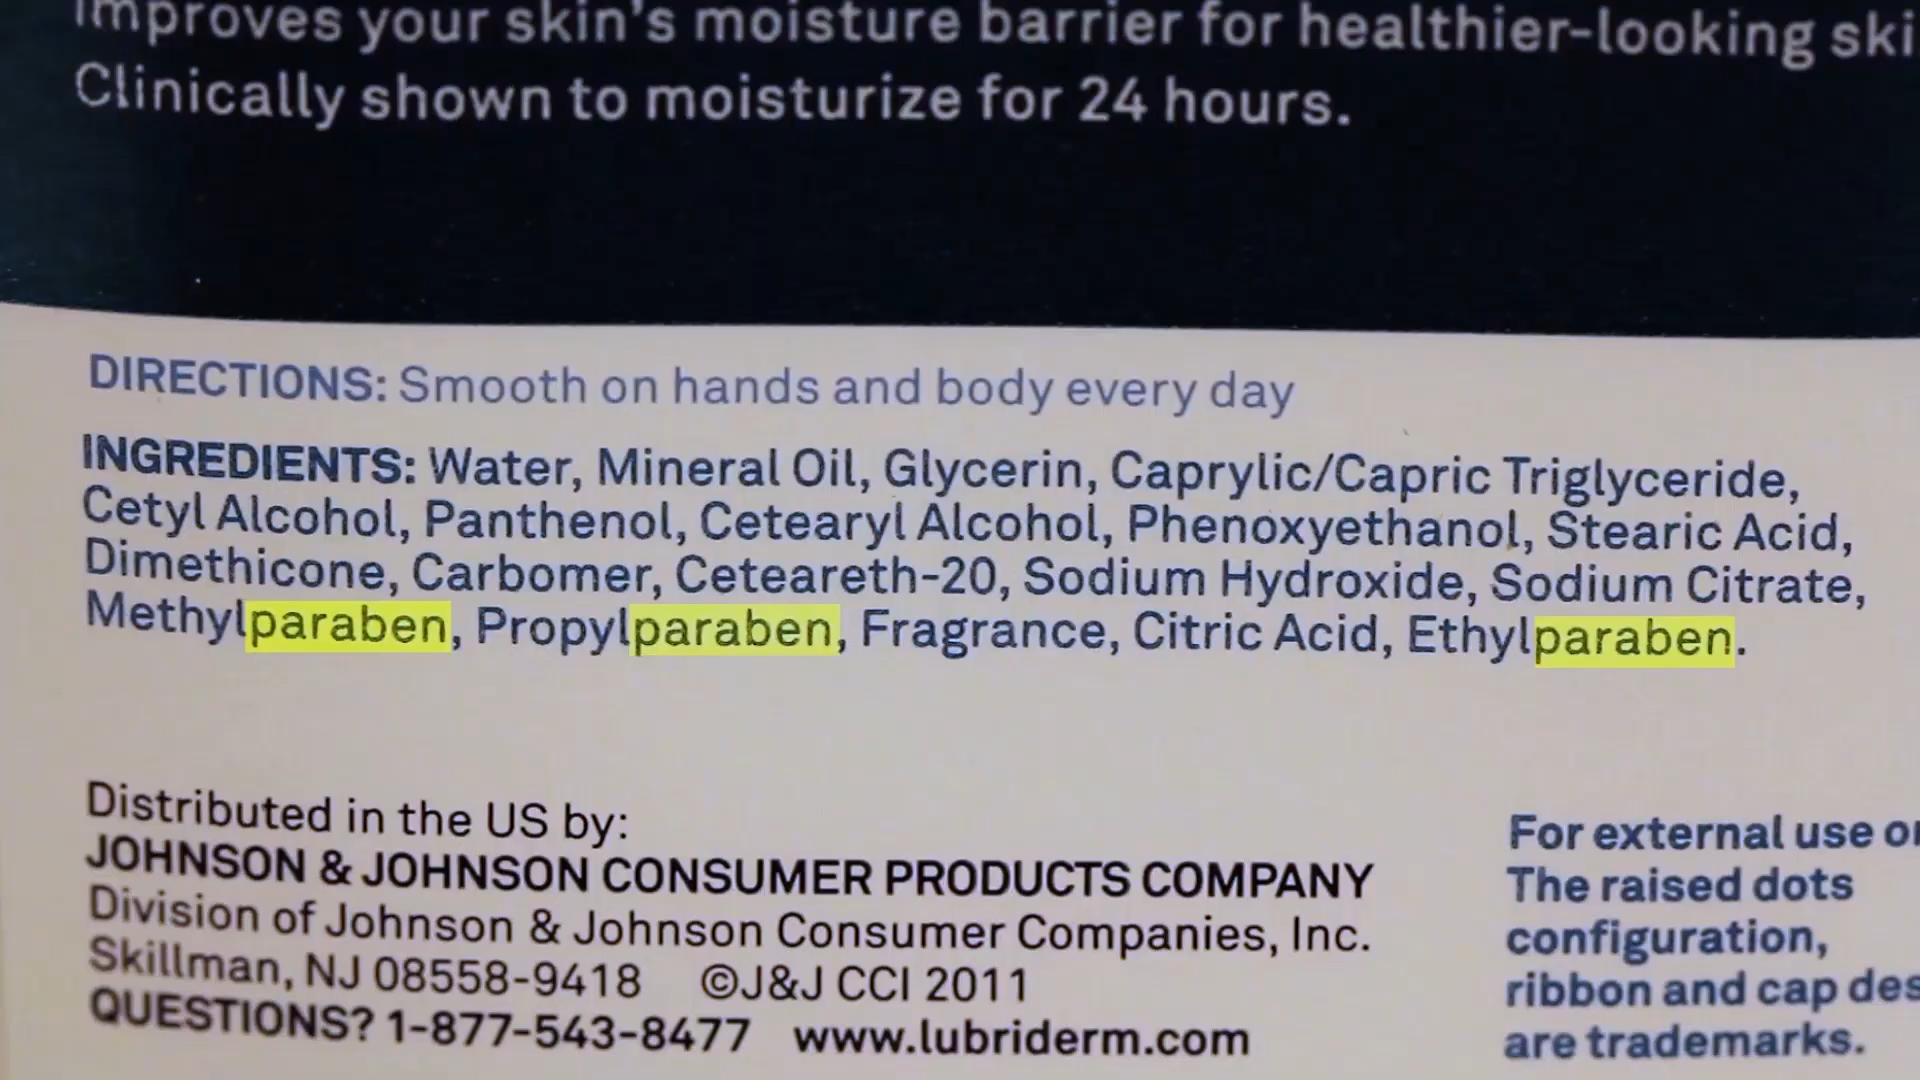 Improves your skin's moisture barrier for healthier-looking
Clinically shown to moisturize for 24 hours.
DIRECTIONS: Smooth on hands and body every day
INGREDIENTS: Water, Mineral Oil, Glycerin, Caprylic/Capric Triglyceride,
Cetyl Alcohol, Panthenol, Cetearyl Alcohol, Phenoxyethanol, Stearic Acid,
Dimethicone, Carbomer, Ceteareth-20, Sodium Hydroxide, Sodium Citrate,
Methylparaben, Propylparaben, Fragrance, Citric Acid, Ethylparaben.
Distributed in the US by:
JOHNSON & JOHNSON CONSUMER PRODUCTS COMPANY
Division of Johnson & Johnson Consumer Companies, Inc.
Skillman, NJ 08558-9418 ©J&J CCI 2011
QUESTIONS? 1-877-543-8477 www.lubriderm.com
For external use
The raised dots
configuration,
ribbon and cap
are trademarks.